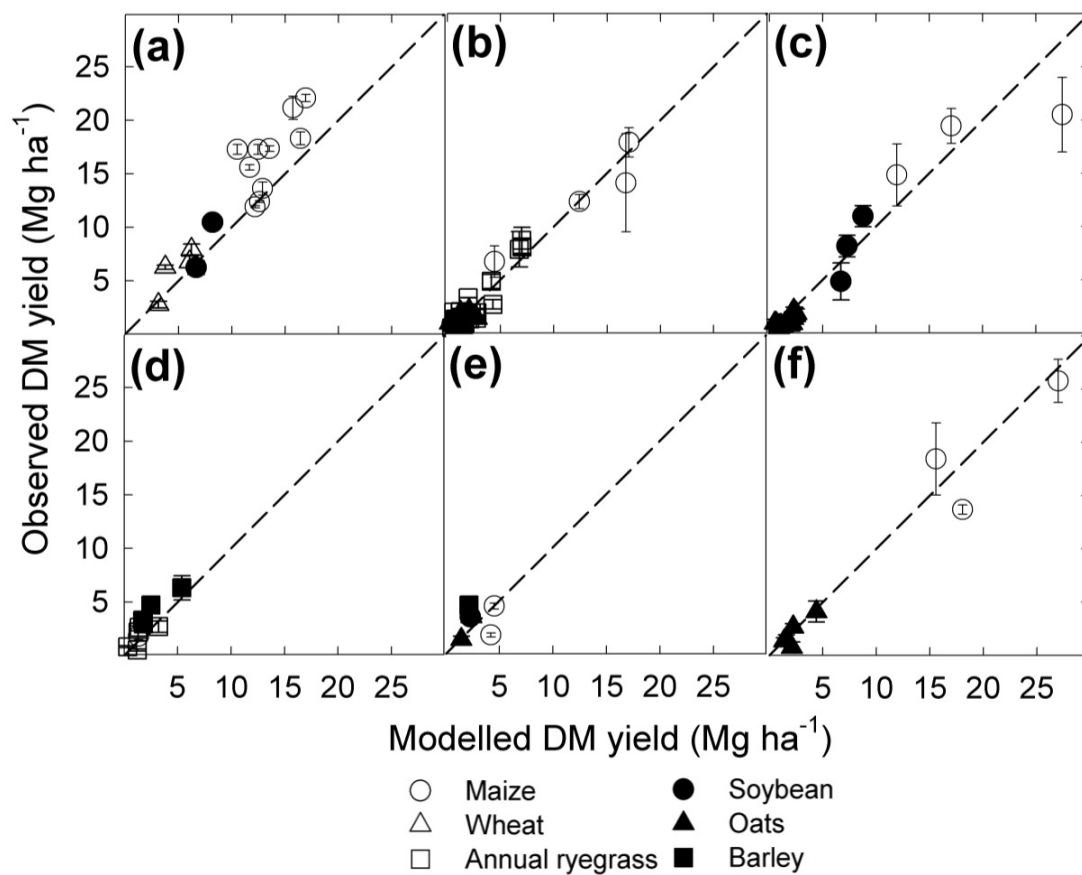 (a) (b) (c)
25
20
15
10
5
(d) (e) (f)
25
20
15
10
5
5 10 15 20 25 5 10 15 20 25 5 10 15 20 25
Observed DM yield (Mg ha⁻¹)
Modelled DM yield (Mg ha⁻¹)
Maize Soybean
Wheat Oats
Annual ryegrass Barley